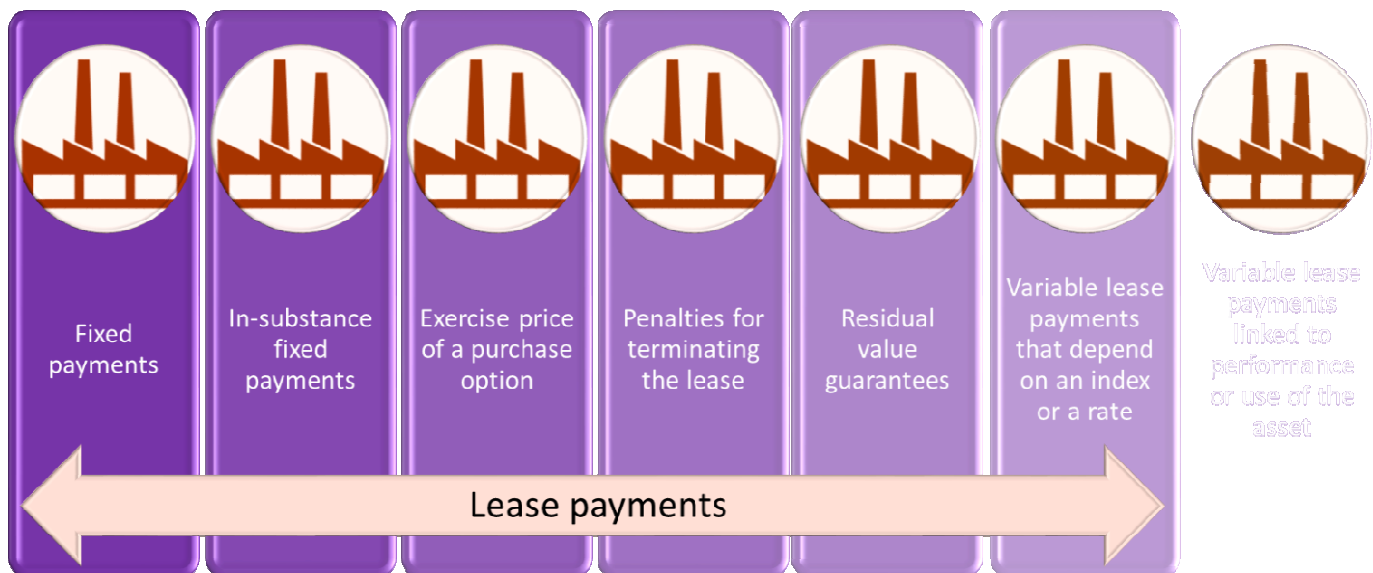 Fixed
payments
In-substance
fixed
payments
Exercise price
of a purchase
option
Penalties for
terminating
the lease
Residual
value
guarantees
Variable lease
payments
that depend
on an index
or a rate
Variable lease
payments
linked to
performance
or use of the
asset
Lease payments